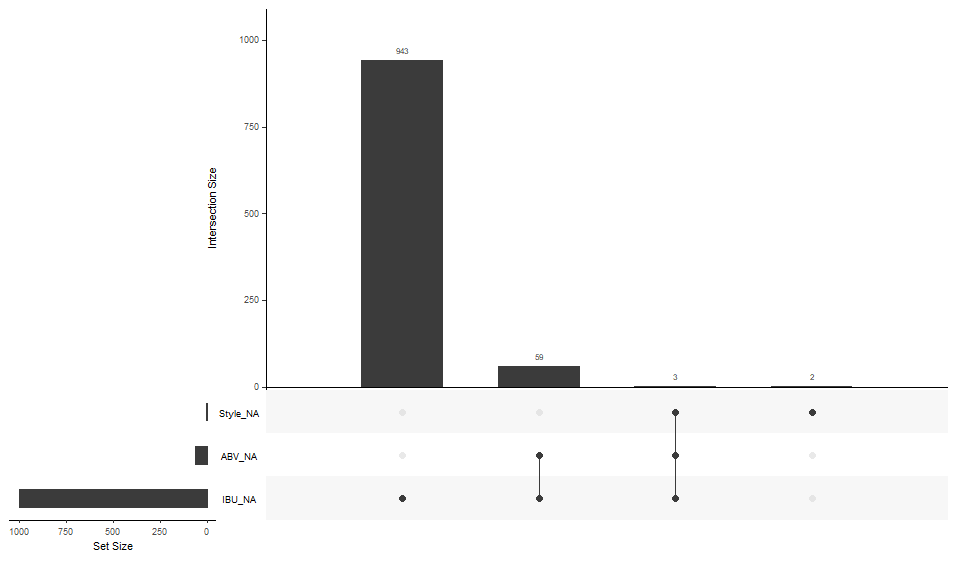 1000
943
750
Intersection Size
500
250
59
3
2
0
Style_NA
ABV_NA
IBU_NA
1000 750 500 250 0
Set Size